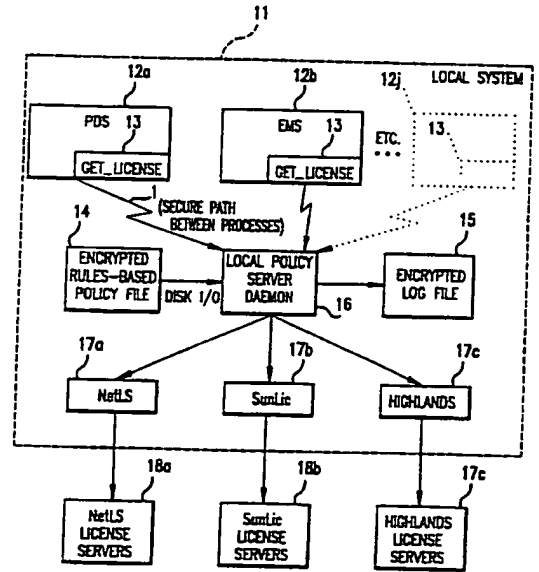 11
12a
12b
12j
LOCAL SYSTEM
PDS
13
GET_LICENSE
EMS
13
GET_LICENSE
ETC.
13
1
(SECURE PATH
BETWEEN PROCESSES)
14
ENCRYPTED
RULES-BASED
POLICY FILE
DISK I/O
LOCAL POLICY
SERVER
DAEMON
16
15
ENCRYPTED
LOG FILE
17a
NetLS
17b
SunLic
17c
HIGHLANDS
18a
NetLS
LICENSE
SERVERS
18b
SunLic
LICENSE
SERVERS
17c
HIGHLANDS
LICENSE
SERVERS